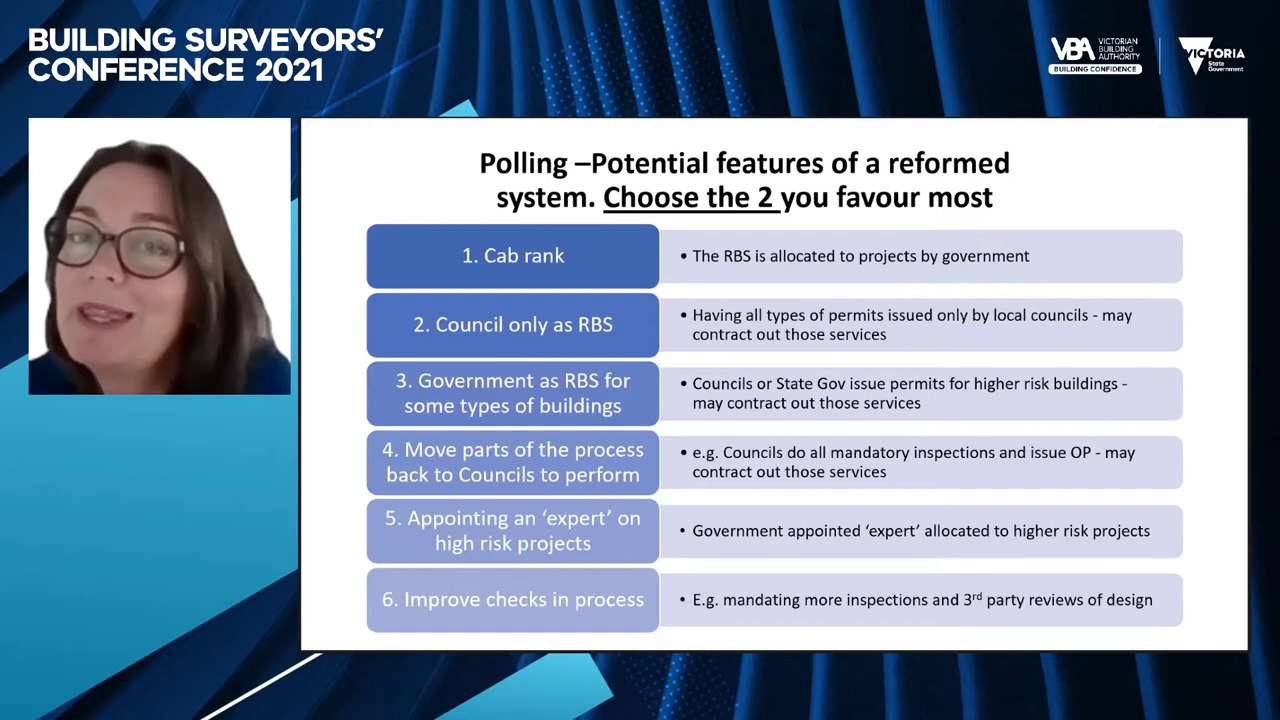 BUILDING SURVEYORS'
CONFERENCE 2021
VBA
VICTORIAN
BUILDING
AUTHORITY
BUILDING CONFIDENCE
VICTORIA
State
Government
Polling –Potential features of a reformed
system. Choose the 2 you favour most
1. Cab rank
• The RBS is allocated to projects by government
2. Council only as RBS
• Having all types of permits issued only by local councils - may
contract out those services
3. Government as RBS for
some types of buildings
• Councils or State Gov issue permits for higher risk buildings -
may contract out those services
4. Move parts of the process
back to Councils to perform
• e.g. Councils do all mandatory inspections and issue OP - may
contract out those services
5. Appointing an ‘expert’ on
high risk projects
• Government appointed ‘expert’ allocated to higher risk projects
6. Improve checks in process
• E.g. mandating more inspections and 3rd party reviews of design